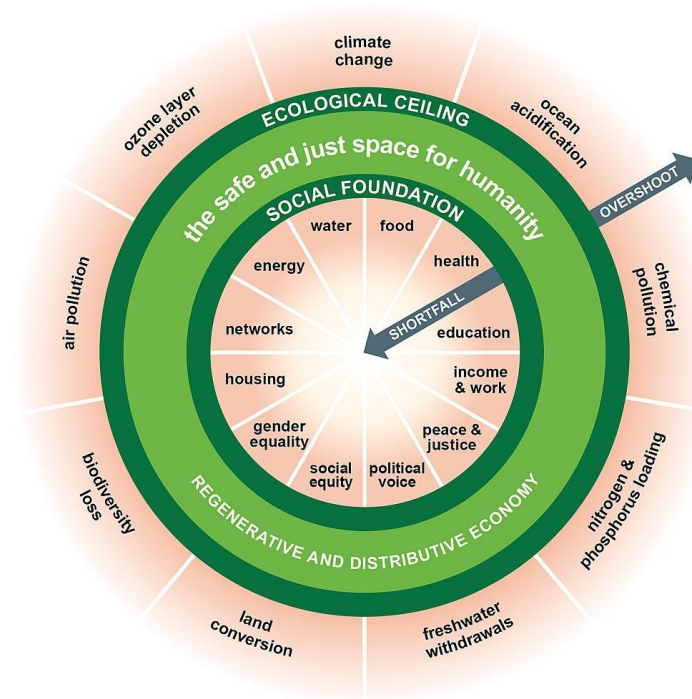 climate
change
ocean
acidification
chemical
pollution
nitrogen &
phosphorus loading
freshwater
withdrawals
land
conversion
biodiversity
loss
air pollution
ozone layer
depletion
OVERSHOOT
ECOLOGICAL CEILING
the safe and just space for humanity
SOCIAL FOUNDATION
water
food
health
SHORTFALL
education
income
& work
peace &
justice
political
voice
social
equity
gender
equality
housing
networks
energy
REGENERATIVE AND DISTRIBUTIVE ECONOMY